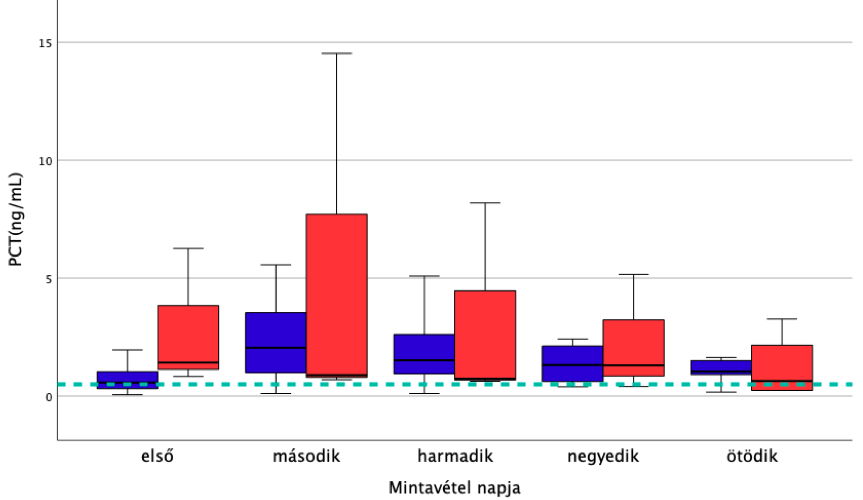 15
10
5
0
PCT(ng/mL)
első
második
harmadik
negyedik
ötödik
Mintavétel napja